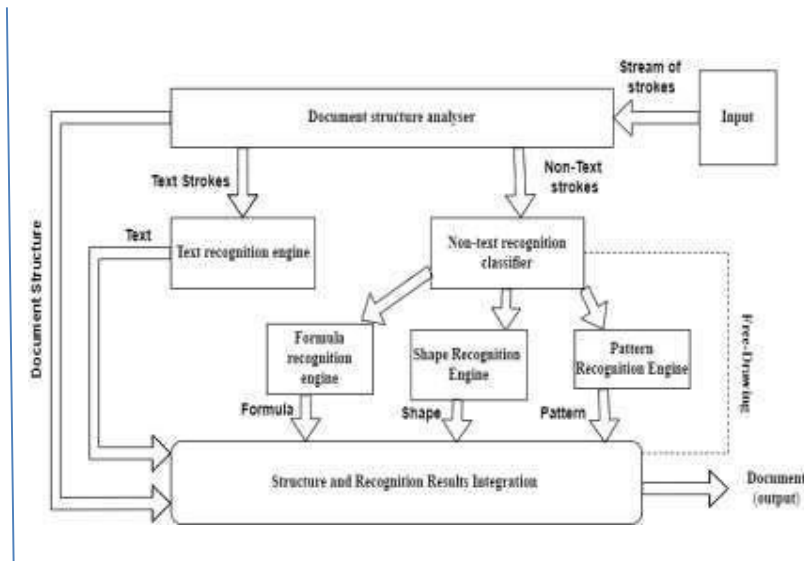 Stream of
strokes
Input
Document structure analyser
Text Strokes
Non-Text
strokes
Text
Text recognition engine
Non-text recognition
classifier
Document Structure
Free-Drawing
Formula
recognition
engine
Shape Recognition
Engine
Pattern
Recognition Engine
Formula
Shape
Pattern
Structure and Recognition Results Integration
Document
(output)